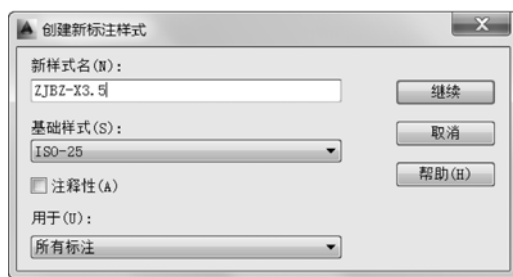 创建新标注样式
新样式名(N):
ZJBZ-X3.5
继续
基础样式(S):
ISO-25
取消
注释性(A)
帮助(H)
用于(U):
所有标注